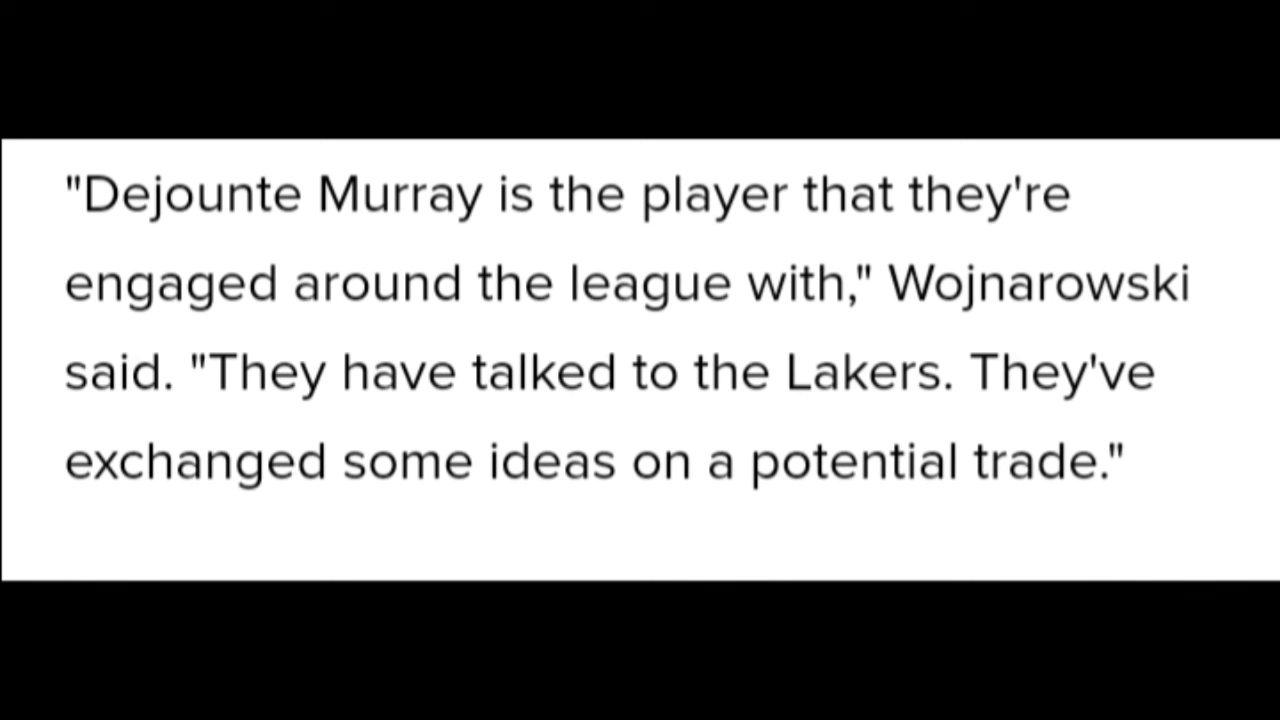 "Dejounte Murray is the player that they're
engaged around the league with," Wojnarowski
said. "They have talked to the Lakers. They've
exchanged some ideas on a potential trade."